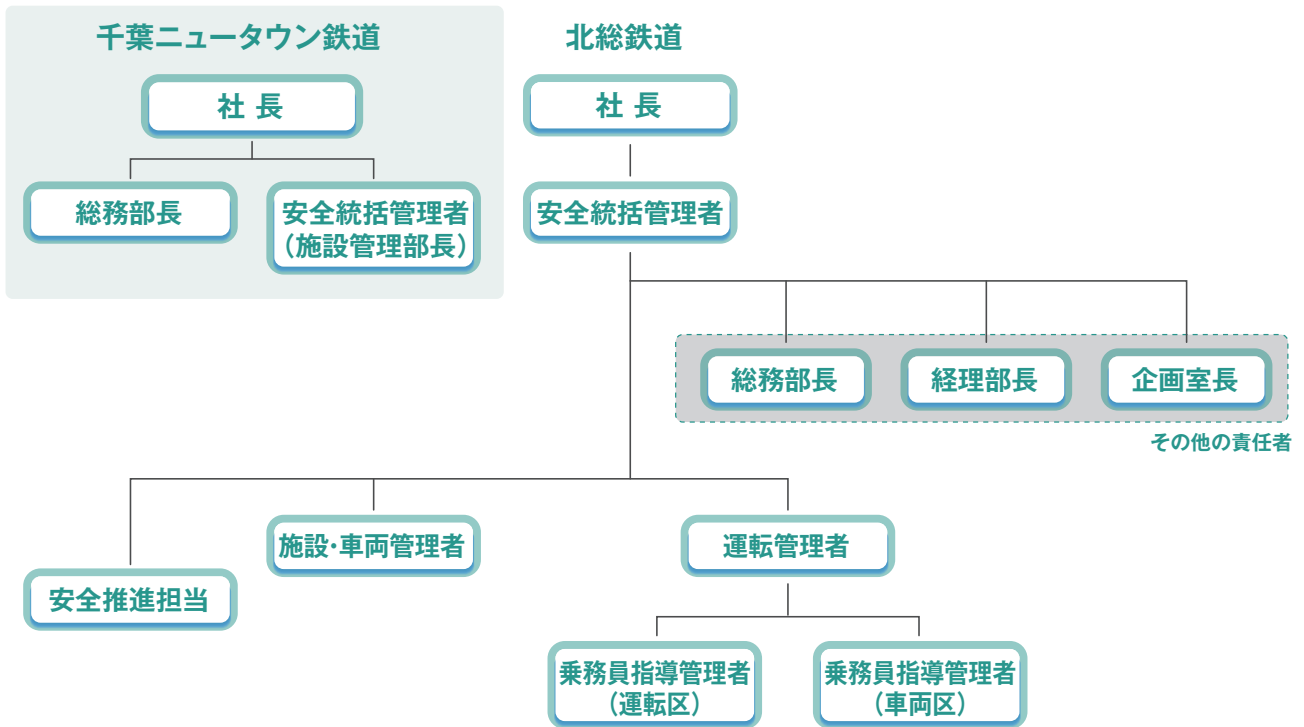 千葉ニュータウン鉄道
社 長
総務部長
安全統括管理者
（施設管理部長）
北総鉄道
社 長
安全統括管理者
総務部長
経理部長
企画室長
その他の責任者
安全推進担当
施設・車両管理者
運転管理者
乗務員指導管理者
（運転区）
乗務員指導管理者
（車両区）